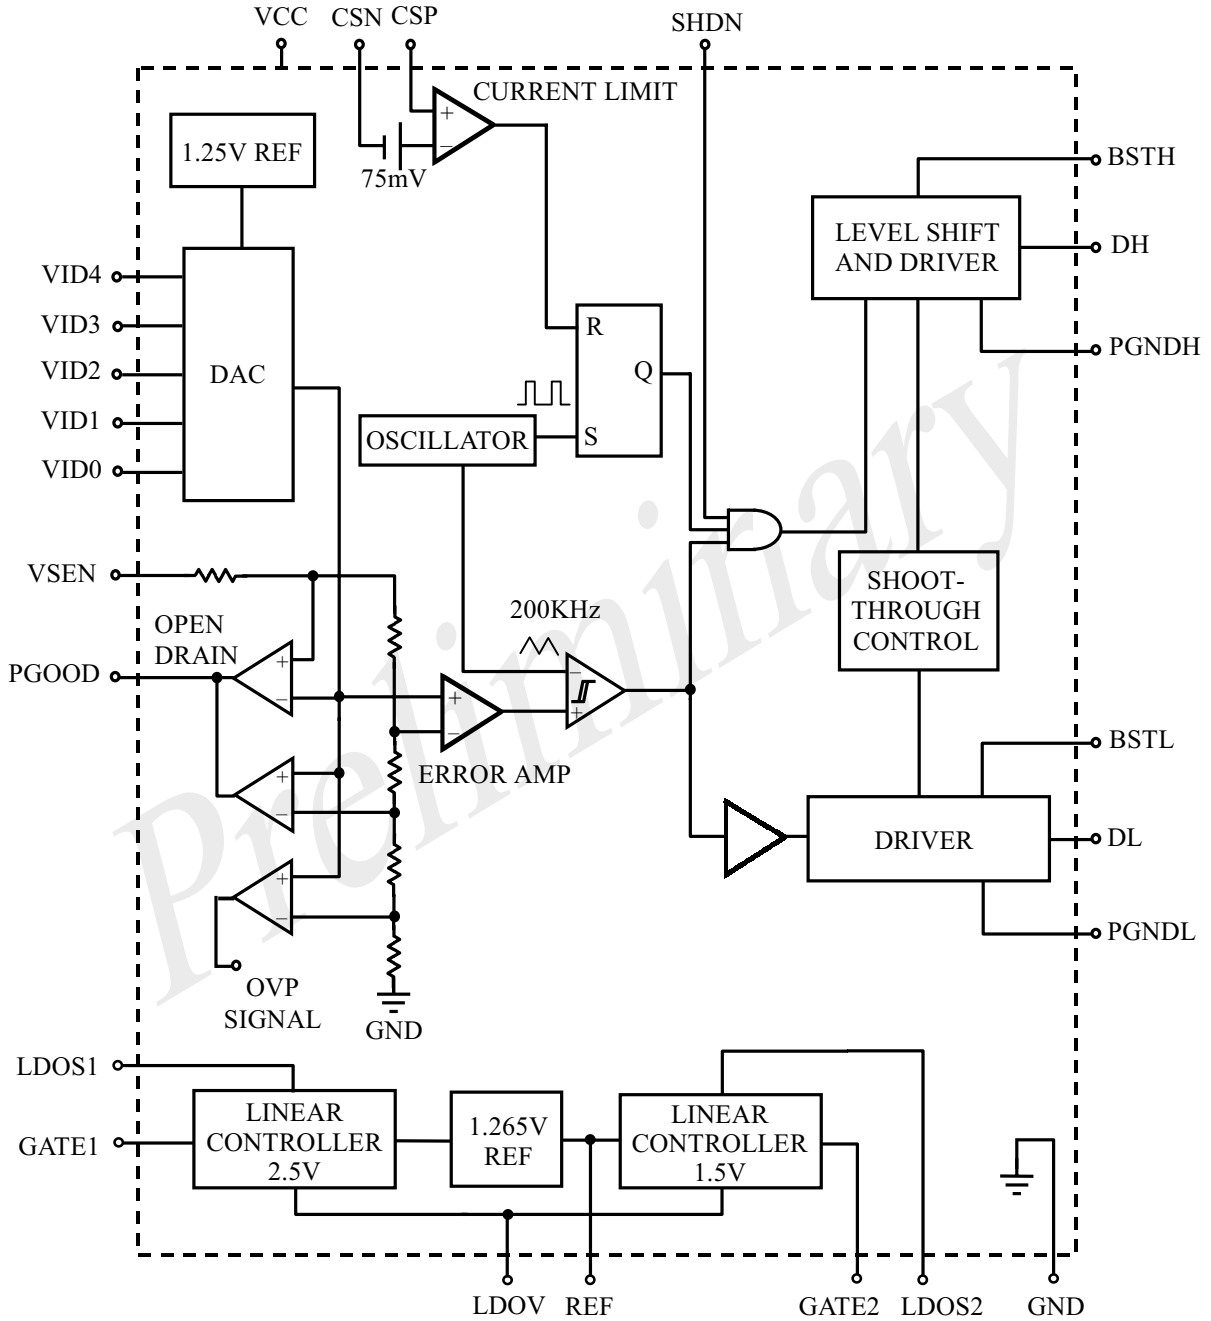 VCC
CSN
CSP
SHDN
CURRENT LIMIT
+
−
75mV
1.25V REF
BSTH
LEVEL SHIFT
AND DRIVER
DH
PGNDH
VID4
VID3
VID2
VID1
VID0
DAC
R
Q
S
OSCILLATOR
VSEN
OPEN
DRAIN
PGOOD
+
−
200KHz
−
+
+
−
ERROR AMP
SHOOT-
THROUGH
CONTROL
+
−
BSTL
DRIVER
DL
PGNDL
+
−
OVP
SIGNAL
GND
LDOS1
GATE1
LINEAR
CONTROLLER
2.5V
1.265V
REF
LINEAR
CONTROLLER
1.5V
LDOV
REF
GATE2
LDOS2
GND
Preliminary